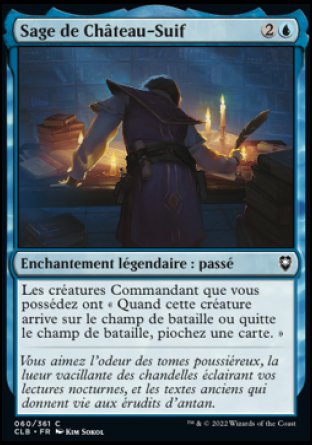 Sage de Château-Suif 2
Enchantement légendaire : passé
Les créatures Commandant que vous
possédez ont « Quand cette créature
arrive sur le champ de bataille ou quitte
le champ de bataille, piochez une carte. »
Vous aimez l'odeur des tomes poussiéreux, la
lueur vacillante des chandelles éclairant vos
lectures nocturnes, et les textes anciens qui
donnent vie aux érudits d'antan.
060/361 C
CLB • FR Kim Sokol
™ & © 2022 Wizards of the Coast